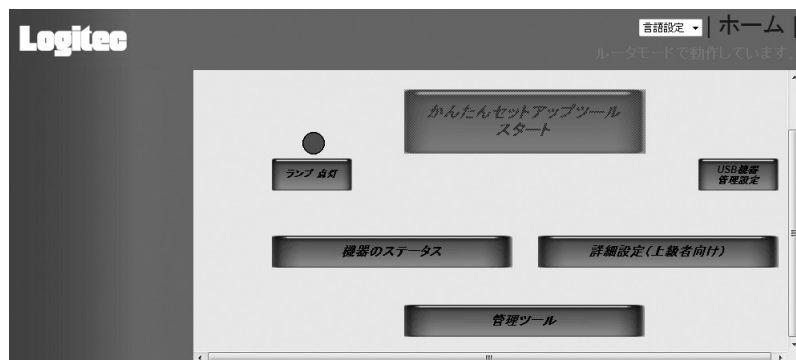 Logitec
言語設定 | ホーム |
ルータモードで動作しています。
かんたんセットアップツール
スタート
ランプ 点灯
USB機器
管理設定
機器のステータス
詳細設定(上級者向け)
管理ツール